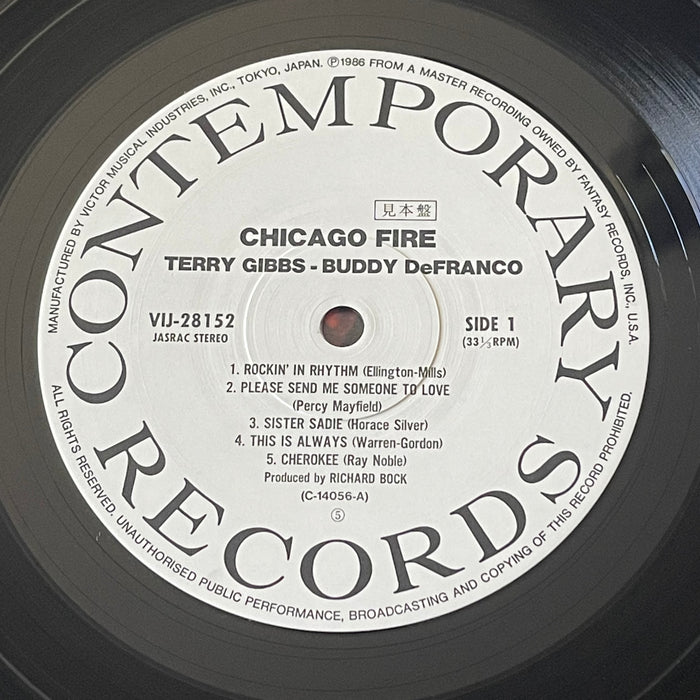 MANUFACTURED BY VICTOR MUSICAL INDUSTRIES, INC., TOKYO, JAPAN. ℗1986 FROM A MASTER RECORDING OWNED BY FANTASY RECORDS, INC., U.S.A.
CONTEMPORARY
見本盤
CHICAGO FIRE
TERRY GIBBS - BUDDY DeFRANCO
VIJ-28152
JASRAC STEREO
SIDE 1
(33⅓RPM)
1. ROCKIN' IN RHYTHM (Ellington-Mills)
2. PLEASE SEND ME SOMEONE TO LOVE
(Percy Mayfield)
3. SISTER SADIE (Horace Silver)
4. THIS IS ALWAYS (Warren-Gordon)
5. CHEROKEE (Ray Noble)
Produced by RICHARD BOCK
(C-14056-A)
⑤
RECORDS
ALL RIGHTS RESERVED. UNAUTHORISED PUBLIC PERFORMANCE, BROADCASTING AND COPYING OF THIS RECORD PROHIBITED.